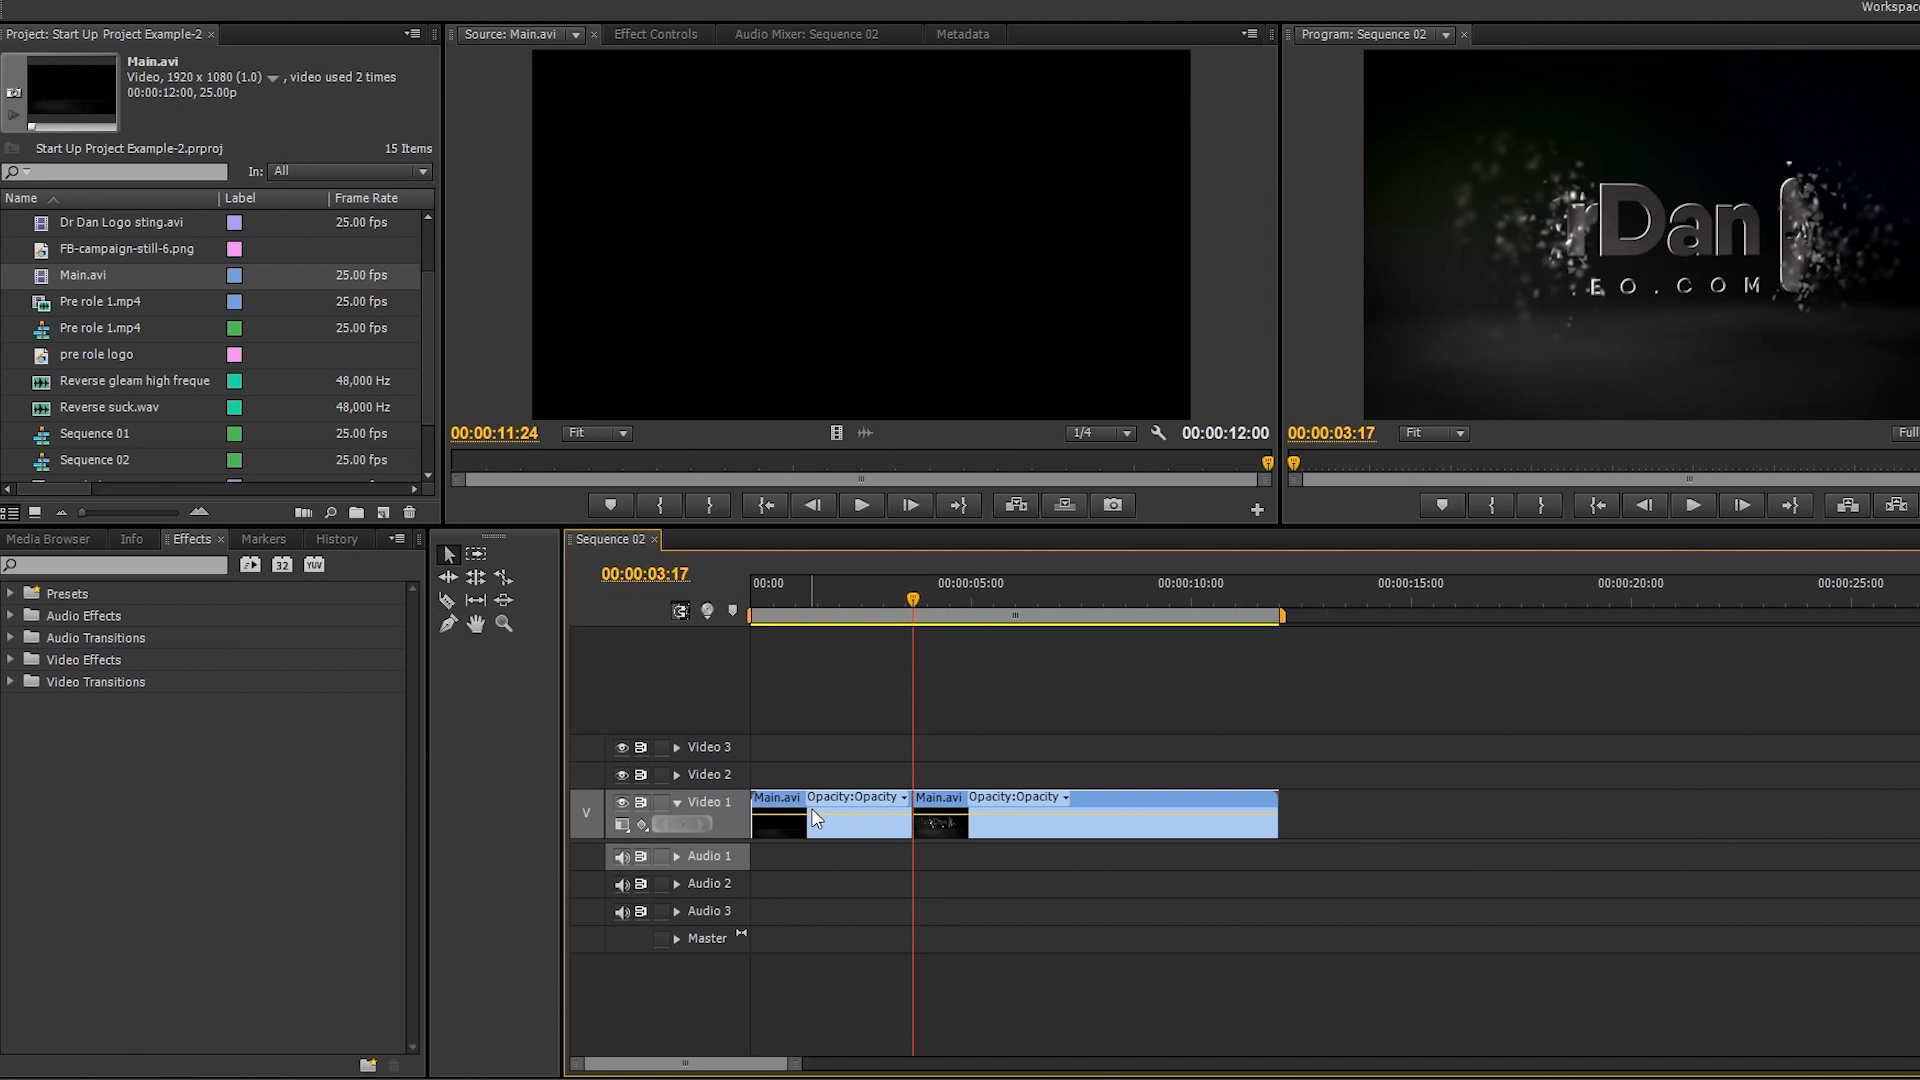 Workspac
Project: Start Up Project Example-2
Main.avi
Video, 1920 x 1080 (1.0) , video used 2 times
00:00:12:00, 25.00p
Start Up Project Example-2.prproj 15 Items
In: All
Name Label Frame Rate
Dr Dan Logo sting.avi 25.00 fps
FB-campaign-still-6.png
Main.avi 25.00 fps
Pre role 1.mp4 25.00 fps
Pre role 1.mp4 25.00 fps
pre role logo
Reverse gleam high freque 48,000 Hz
Reverse suck.wav 48,000 Hz
Sequence 01 25.00 fps
Sequence 02 25.00 fps
Source: Main.avi Effect Controls Audio Mixer: Sequence 02 Metadata
00:00:11:24 Fit 1/4 00:00:12:00
Program: Sequence 02
rDan
EO.COM
00:00:03:17 Fit Full
Media Browser Info Effects Markers History
32 YUV
Presets
Audio Effects
Audio Transitions
Video Effects
Video Transitions
Sequence 02
00:00:03:17
00:00 00:00:05:00 00:00:10:00 00:00:15:00 00:00:20:00 00:00:25:00
Video 3
Video 2
V Video 1
Main.avi Opacity:Opacity Main.avi Opacity:Opacity
Audio 1
Audio 2
Audio 3
Master